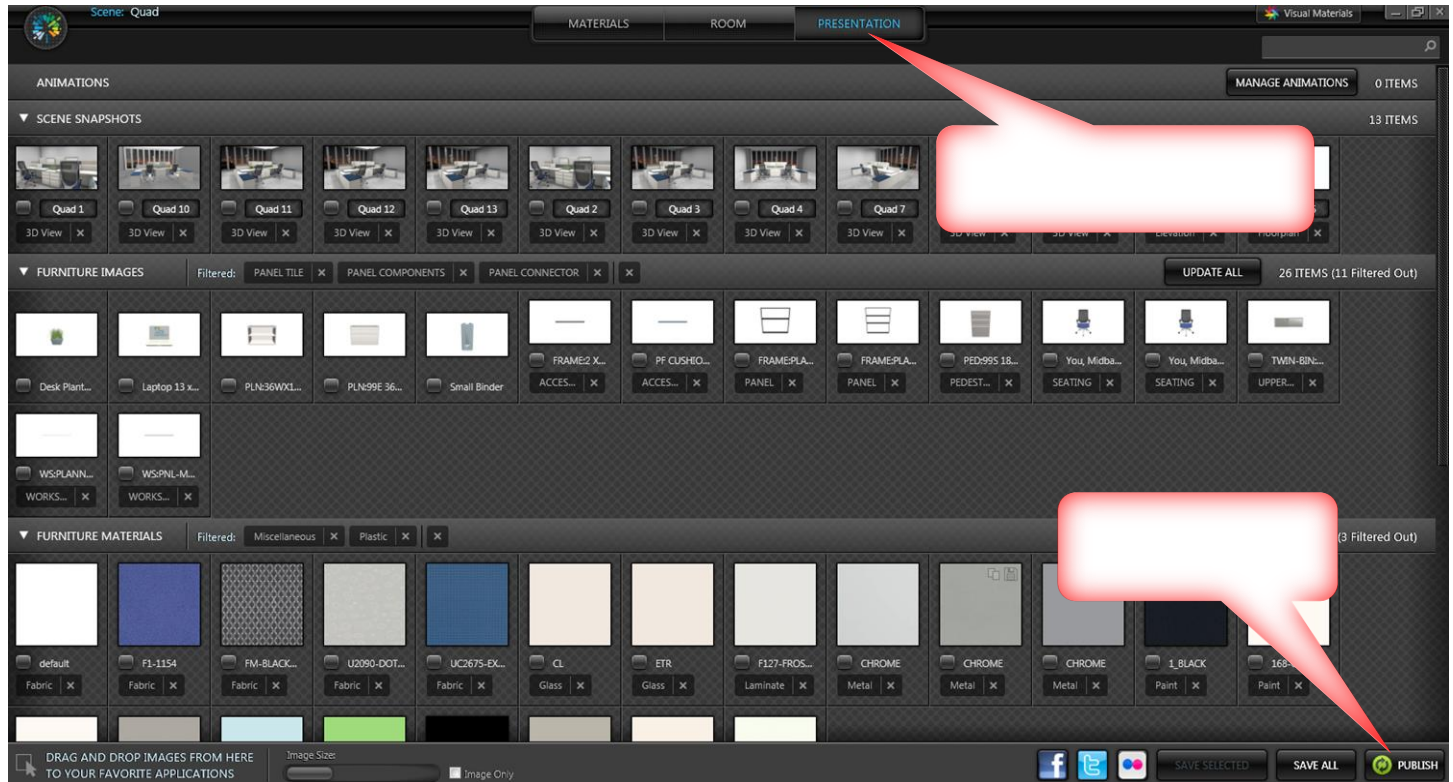 Scene: Quad
MATERIALS ROOM PRESENTATION
Visual Materials
ANIMATIONS MANAGE ANIMATIONS 0 ITEMS
SCENE SNAPSHOTS 13 ITEMS
Quad 1 Quad 10 Quad 11 Quad 12 Quad 13 Quad 2 Quad 3 Quad 4 Quad 7
3D View 3D View 3D View 3D View 3D View 3D View 3D View 3D View 3D View 3D View 3D View Elevation Floorplan
FURNITURE IMAGES Filtered: PANEL TILE PANEL COMPONENTS PANEL CONNECTOR UPDATE ALL 26 ITEMS (11 Filtered Out)
FRAME:2 X... PF CUSHIO... FRAME:PLA... FRAME:PLA... PED:99S 18... You, Midba... You, Midba... TWIN-BIN:...
Desk Plant... Laptop 13 x... PLN:36WX1... PLN:99E 36... Small Binder ACCES... ACCES... PANEL PANEL PEDEST... SEATING SEATING UPPER...
WS:PLANN... WS:PNL-M...
WORKS... WORKS...
FURNITURE MATERIALS Filtered: Miscellaneous Plastic (3 Filtered Out)
default F1-1154 FM-BLACK... U2090-DOT... UC2675-EX... CL ETR F127-FROS... CHROME CHROME CHROME 1_BLACK
Fabric Fabric Fabric Fabric Fabric Glass Glass Laminate Metal Metal Metal Paint Paint
DRAG AND DROP IMAGES FROM HERE
TO YOUR FAVORITE APPLICATIONS
Image Size:
Image Only
SAVE SELECTED SAVE ALL PUBLISH